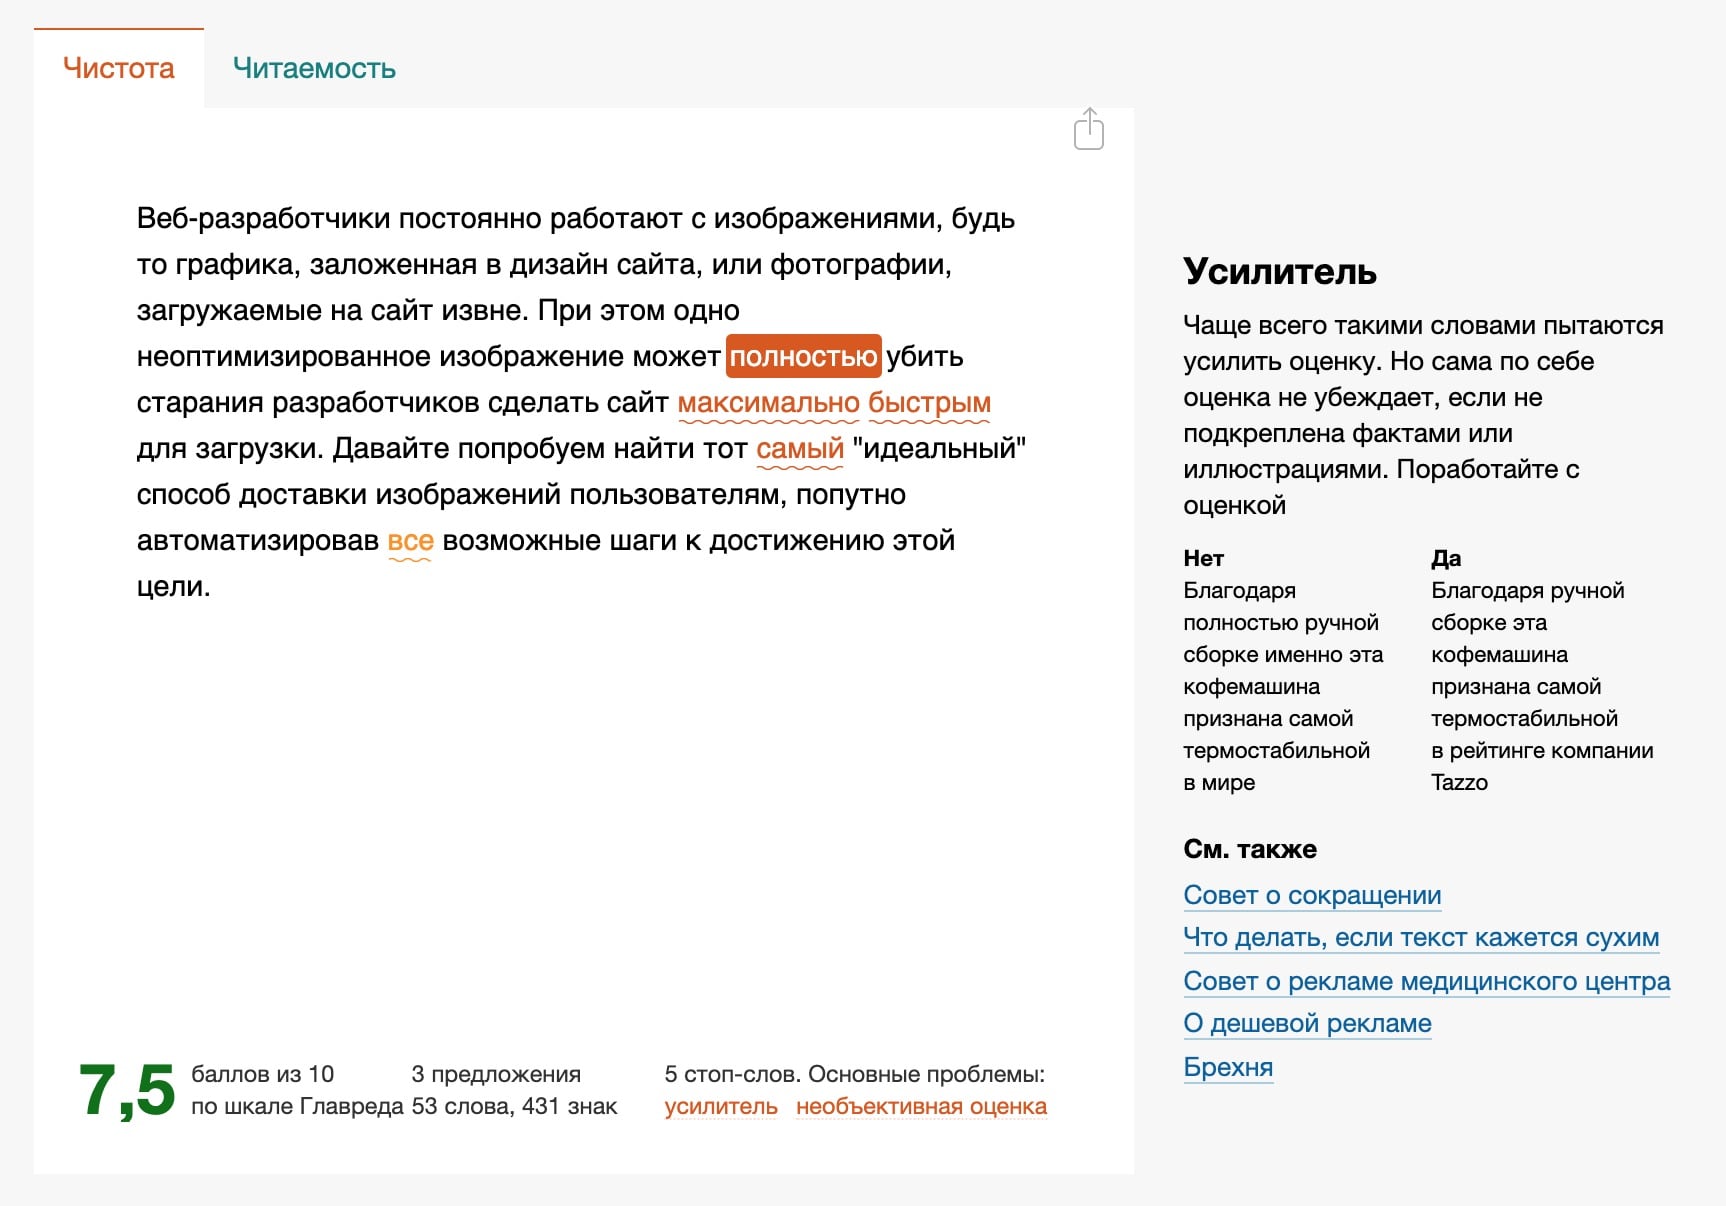 Чистота
Читаемость
Веб-разработчики постоянно работают с изображениями, будь
то графика, заложенная в дизайн сайта, или фотографии,
загружаемые на сайт извне. При этом одно
неоптимизированное изображение может полностью убить
старания разработчиков сделать сайт максимально быстрым
для загрузки. Давайте попробуем найти тот самый "идеальный"
способ доставки изображений пользователям, попутно
автоматизировав все возможные шаги к достижению этой
цели.
7,5
баллов из 10
по шкале Главреда
3 предложения
53 слова, 431 знак
5 стоп-слов. Основные проблемы:
усилитель необъективная оценка
Усилитель
Чаще всего такими словами пытаются
усилить оценку. Но сама по себе
оценка не убеждает, если не
подкреплена фактами или
иллюстрациями. Поработайте с
оценкой
Нет
Благодаря
полностью ручной
сборке именно эта
кофемашина
признана самой
термостабильной
в мире
Да
Благодаря ручной
сборке эта
кофемашина
признана самой
термостабильной
в рейтинге компании
Tazzo
См. также
Совет о сокращении
Что делать, если текст кажется сухим
Совет о рекламе медицинского центра
О дешевой рекламе
Брехня